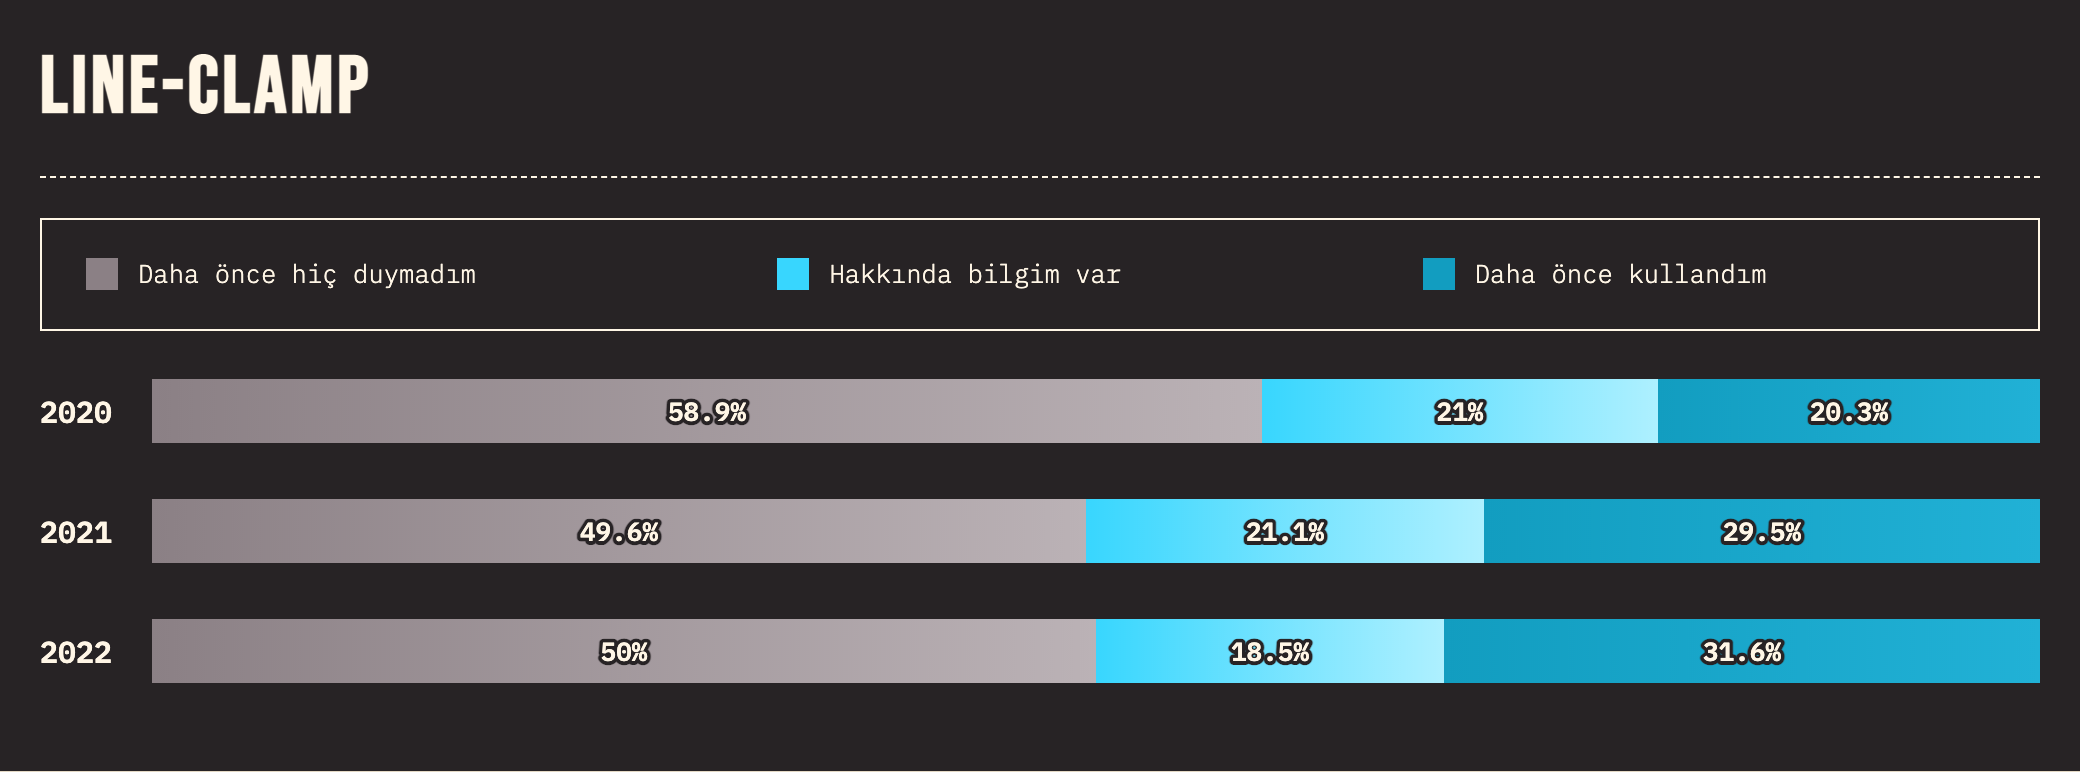 LINE-CLAMP
Daha önce hiç duymadım Hakkında bilgim var Daha önce kullandım
2020 58.9% 21% 20.3%
2021 49.6% 21.1% 29.5%
2022 50% 18.5% 31.6%